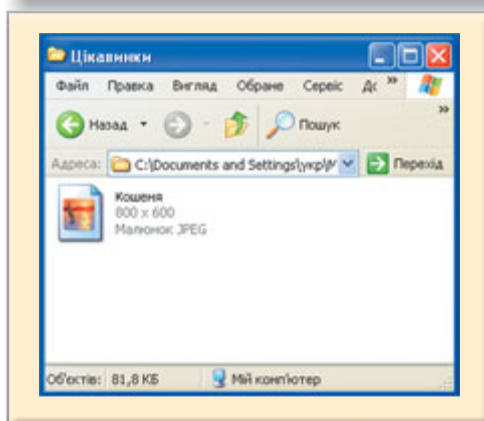 Цікавинки
Файл Правка Вигляд Обране Сервіс До »
Назад Пошук »
Адреса: C:\Documents and Settings\укр\М Перехід
Кошеня
800 x 600
Малюнок JPEG
Об'єктів: 81,8 КБ Мій комп'ютер